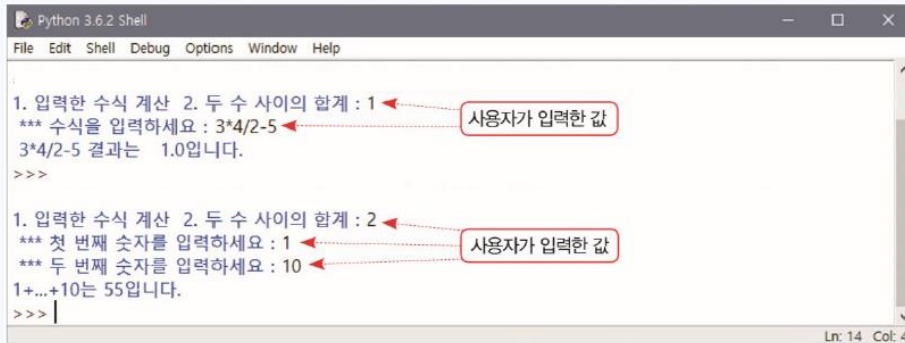 Python 3.6.2 Shell
File Edit Shell Debug Options Window Help
1. 입력한 수식 계산 2. 두 수 사이의 합계 : 1
사용자가 입력한 값
*** 수식을 입력하세요 : 3*4/2-5
3*4/2-5 결과는 1.0입니다.
>>>
1. 입력한 수식 계산 2. 두 수 사이의 합계 : 2
*** 첫 번째 숫자를 입력하세요 : 1
사용자가 입력한 값
*** 두 번째 숫자를 입력하세요 : 10
1+...+10는 55입니다.
>>>
Ln: 14 Col: 4